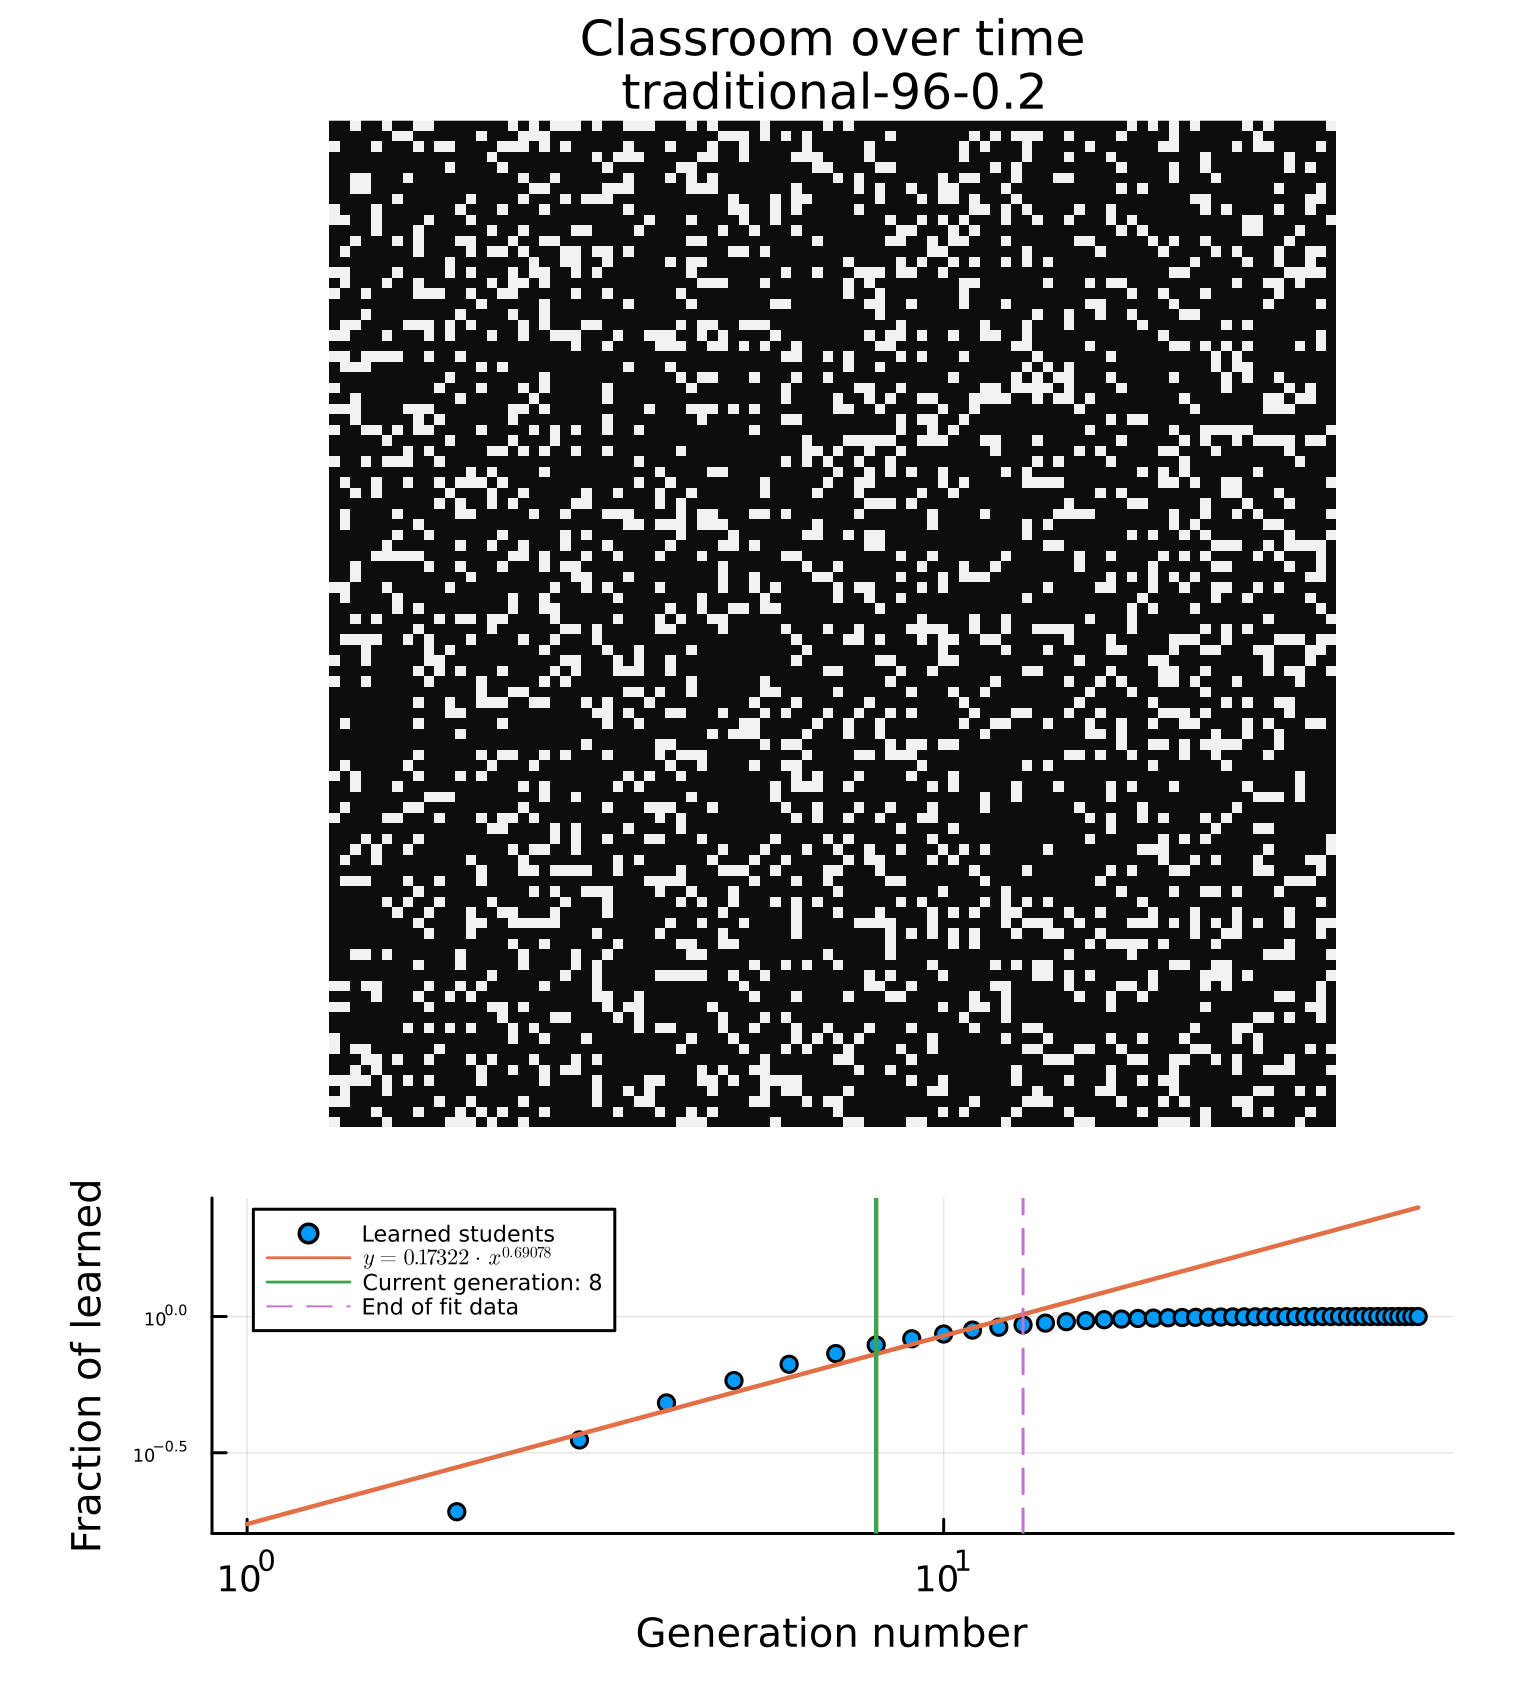 Classroom over time
traditional-96-0.2
Fraction of learned
Learned students
y = 0.17322 · x^0.69078
Current generation: 8
End of fit data
10^0.0
10^−0.5
10^0
10^1
Generation number